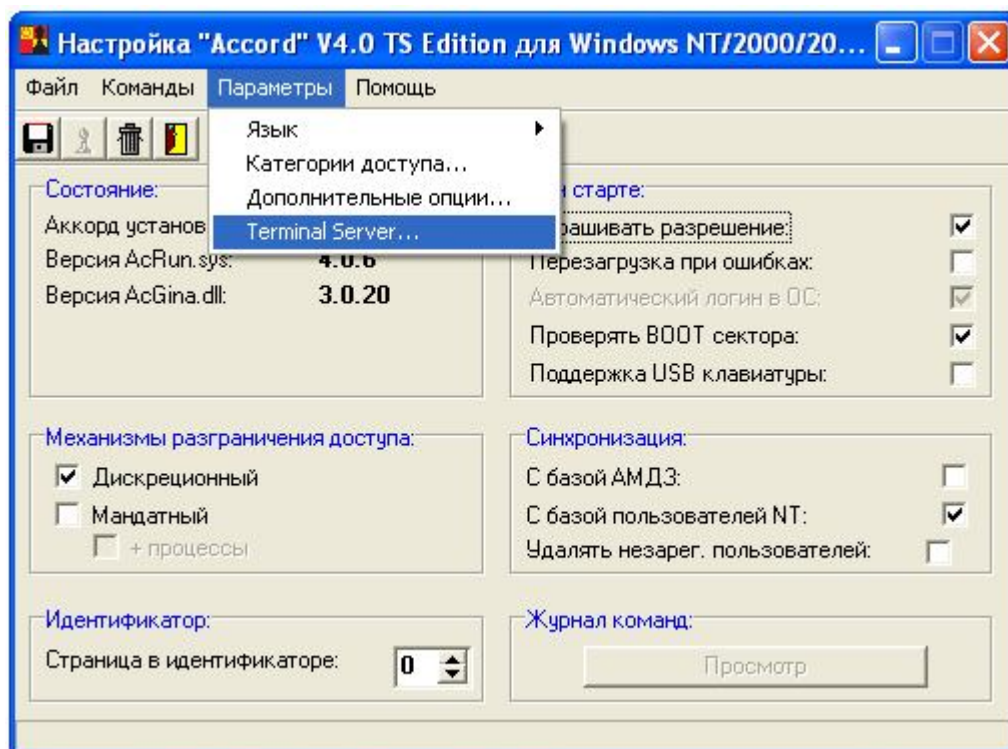 Настройка "Accord" V4.0 TS Edition для Windows NT/2000/20...
Файл Команды Параметры Помощь
Язык
Категории доступа...
Дополнительные опции...
Terminal Server...
Состояние:
Аккорд
Версия AcRun.sys: 4.0.6
Версия AcGina.dll: 3.0.20
старте:
разрешение:
Перезагрузка при ошибках:
Автоматический логин в ОС:
Проверять BOOT сектора:
Поддержка USB клавиатуры:
Механизмы разграничения доступа:
Дискреционный
Мандатный
+ процессы
Синхронизация:
С базой АМДЗ:
С базой пользователей NT:
Удалять незарег. пользователей:
Идентификатор:
Страница в идентификаторе: 0
Журнал команд:
Просмотр